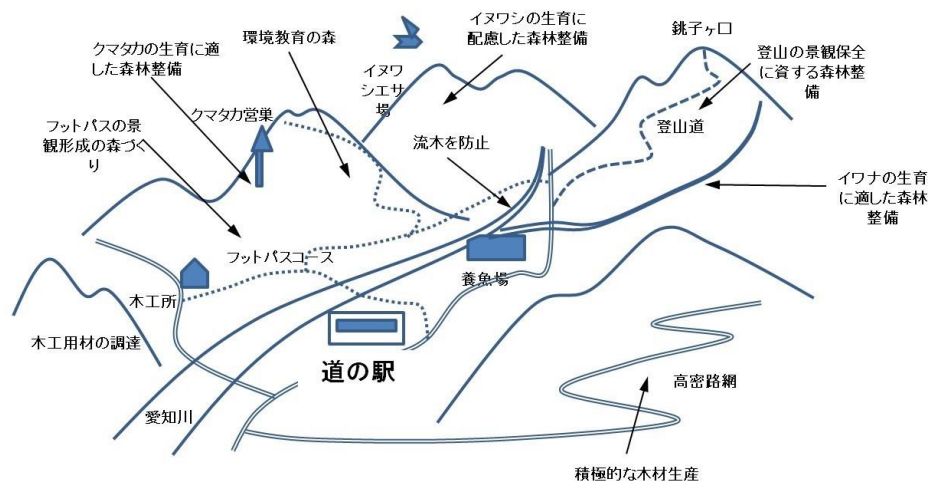 クマタカの生育に適
した森林整備
環境教育の森
イヌワシの生育に
配慮した森林整備
銚子ヶ口
登山の景観保全
に資する森林整
備
イヌワ
シエサ
場
クマタカ営巣
フットパスの景
観形成の森づく
り
流木を防止
登山道
イワナの生育
に適した森林
整備
フットパスコース
養魚場
木工所
木工用材の調達
道の駅
高密路網
愛知川
積極的な木材生産